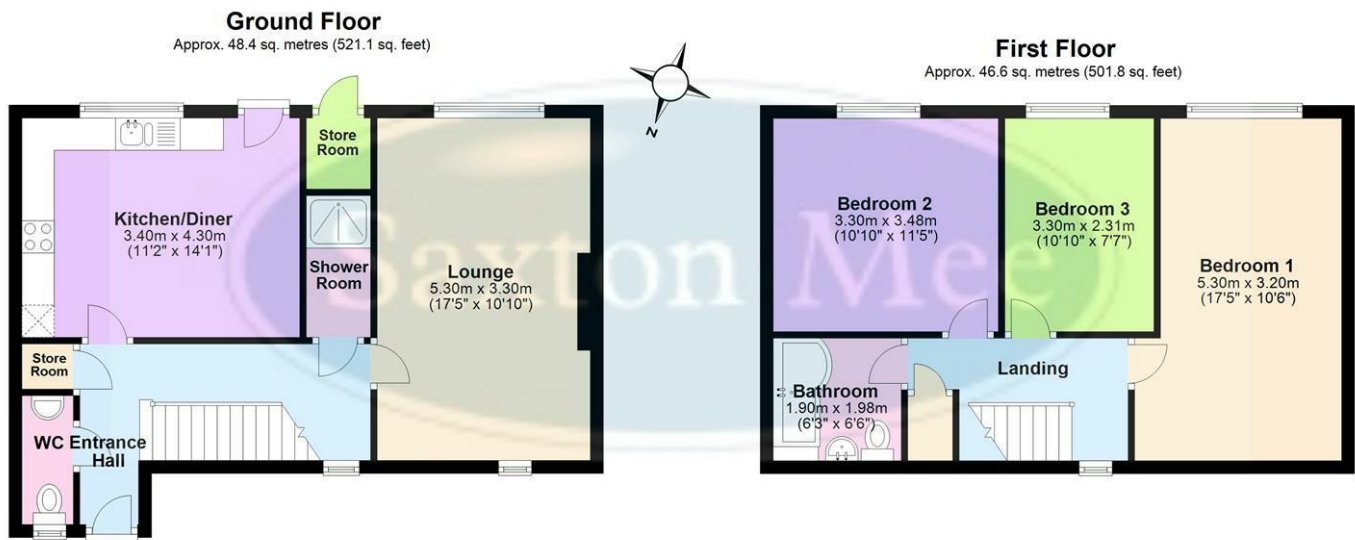 Ground Floor
Approx. 48.4 sq. metres (521.1 sq. feet)
Store
Room
Kitchen/Diner
3.40m x 4.30m
(11'2" x 14'1")
Shower
Room
Lounge
5.30m x 3.30m
(17'5" x 10'10")
Store
Room
WC
Entrance
Hall
N
First Floor
Approx. 46.6 sq. metres (501.8 sq. feet)
Bedroom 2
3.30m x 3.48m
(10'10" x 11'5")
Bedroom 3
3.30m x 2.31m
(10'10" x 7'7")
Bedroom 1
5.30m x 3.20m
(17'5" x 10'6")
Landing
Bathroom
1.90m x 1.98m
(6'3" x 6'6")
Saxton Mee